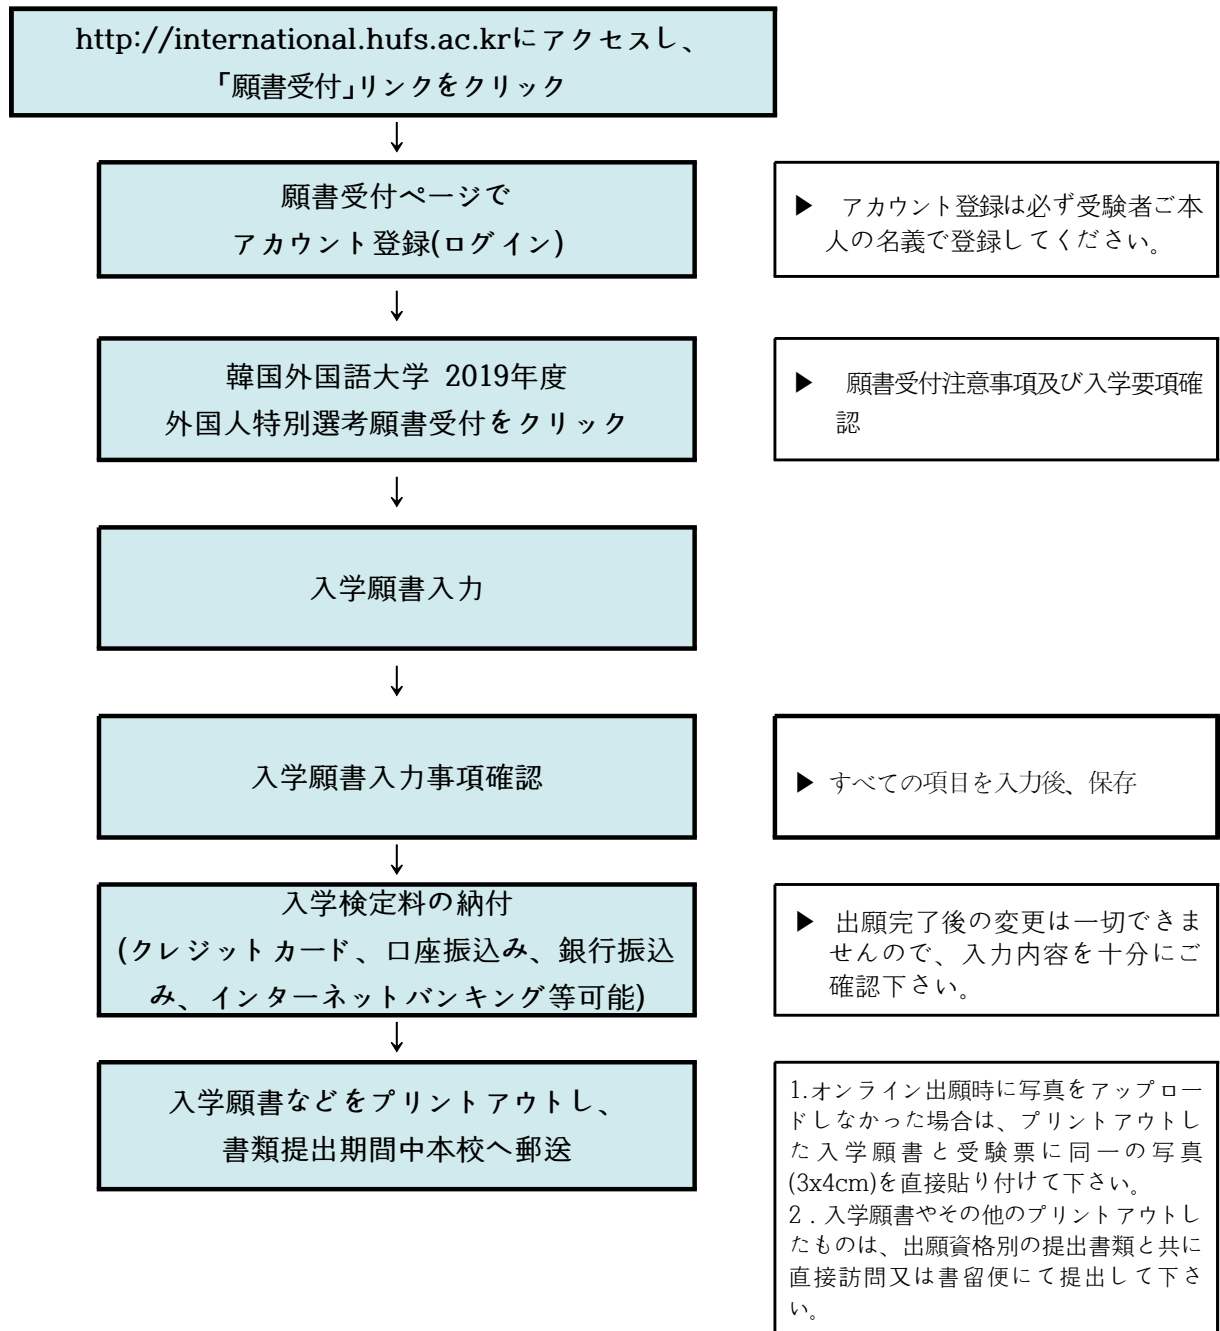 http://international.hufs.ac.krにアクセスし、
「願書受付」リンクをクリック
↓
願書受付ページで
アカウント登録(ログイン)
▶ アカウント登録は必ず受験者ご本
人の名義で登録してください。
↓
韓国外国語大学 2019年度
外国人特別選考願書受付をクリック
▶ 願書受付注意事項及び入学要項確
認
↓
入学願書入力
↓
入学願書入力事項確認
▶ すべての項目を入力後、保存
↓
入学検定料の納付
(クレジットカード、口座振込み、銀行振込
み、インターネットバンキング等可能)
▶ 出願完了後の変更は一切できま
せんので、入力内容を十分にご
確認下さい。
↓
入学願書などをプリントアウトし、
書類提出期間中本校へ郵送
1.オンライン出願時に写真をアップロー
ドしなかった場合は、プリントアウトし
た入学願書と受験票に同一の写真
(3x4cm)を直接貼り付けて下さい。
2．入学願書やその他のプリントアウトし
たものは、出願資格別の提出書類と共に
直接訪問又は書留便にて提出して下さ
い。